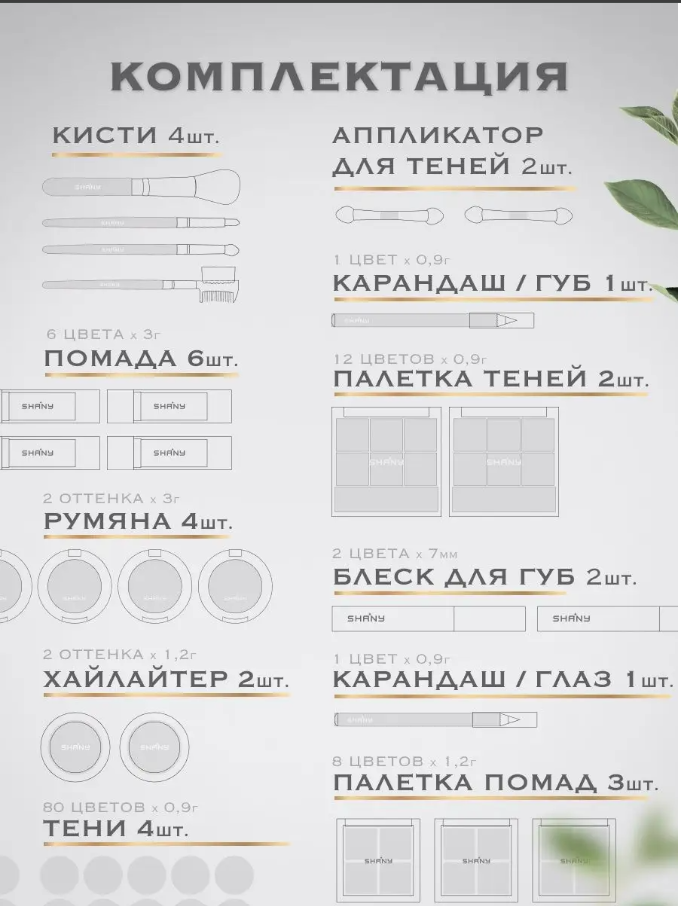 КОМПЛЕКТАЦИЯ
КИСТИ 4шт.
SHANY
SHANY
SHANY
SHANY
6 ЦВЕТА х 3г
ПОМАДА 6шт.
SHANY
SHANY
SHANY
SHANY
2 ОТТЕНКА х 3г
РУМЯНА 4шт.
2 ОТТЕНКА х 1,2г
ХАЙЛАЙТЕР 2шт.
SHANY
SHANY
80 ЦВЕТОВ х 0,9г
ТЕНИ 4шт.
АППЛИКАТОР
ДЛЯ ТЕНЕЙ 2шт.
1 ЦВЕТ х 0,9г
КАРАНДАШ / ГУБ 1шт.
SHANY
12 ЦВЕТОВ х 0,9г
ПАЛЕТКА ТЕНЕЙ 2шт.
SHANY
SHANY
2 ЦВЕТА х 7мм
БЛЕСК ДЛЯ ГУБ 2шт.
SHANY
SHANY
1 ЦВЕТ х 0,9г
КАРАНДАШ / ГЛАЗ 1шт.
SHANY
8 ЦВЕТОВ х 1,2г
ПАЛЕТКА ПОМАД 3шт.
SHANY
SHANY
SHANY